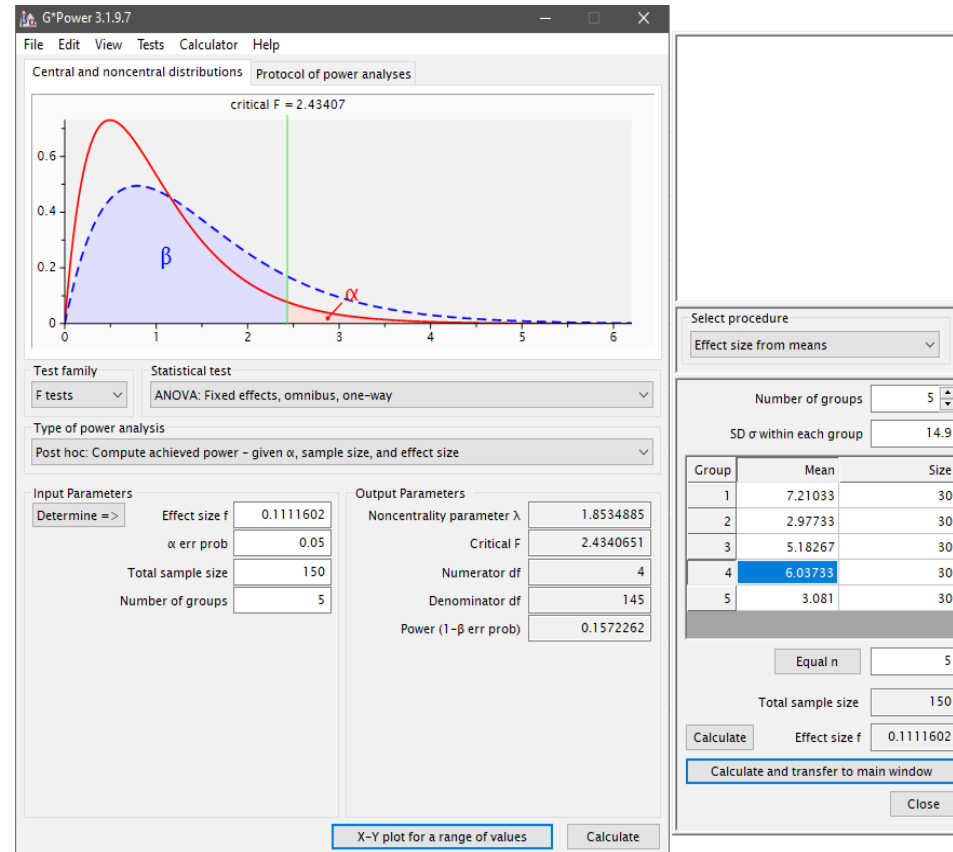 G*Power 3.1.9.7
File Edit View Tests Calculator Help
Central and noncentral distributions Protocol of power analyses
critical F = 2.43407
0.6
0.4
0.2
0
β
α
0 1 2 3 4 5 6
Test family
F tests
Statistical test
ANOVA: Fixed effects, omnibus, one-way
Type of power analysis
Post hoc: Compute achieved power – given α, sample size, and effect size
Input Parameters
Determine =>
Effect size f 0.1111602
α err prob 0.05
Total sample size 150
Number of groups 5
Output Parameters
Noncentrality parameter λ 1.8534885
Critical F 2.4340651
Numerator df 4
Denominator df 145
Power (1-β err prob) 0.1572262
X-Y plot for a range of values
Calculate
Select procedure
Effect size from means
Number of groups 5
SD σ within each group 14.9
Group Mean Size
1 7.21033 30
2 2.97733 30
3 5.18267 30
4 6.03733 30
5 3.081 30
Equal n 5
Total sample size 150
Calculate Effect size f 0.1111602
Calculate and transfer to main window
Close